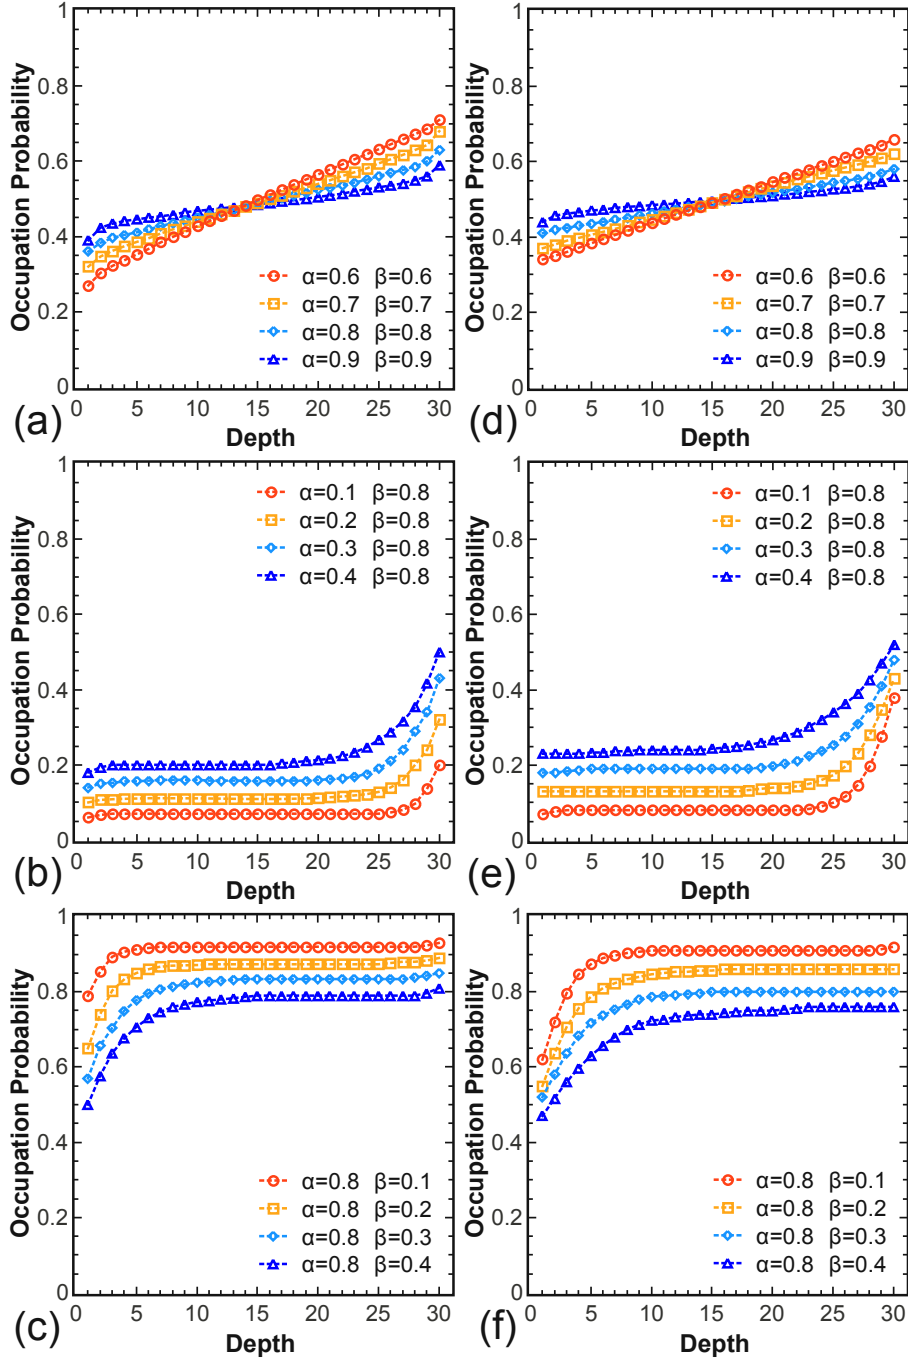 Occupation Probability
1
0.8
0.6
0.4
0.2
0
α=0.6 β=0.6
α=0.7 β=0.7
α=0.8 β=0.8
α=0.9 β=0.9
0 5 10 15 20 25 30
(a) Depth
Occupation Probability
1
0.8
0.6
0.4
0.2
0
α=0.6 β=0.6
α=0.7 β=0.7
α=0.8 β=0.8
α=0.9 β=0.9
0 5 10 15 20 25 30
(d) Depth
Occupation Probability
1
0.8
0.6
0.4
0.2
0
α=0.1 β=0.8
α=0.2 β=0.8
α=0.3 β=0.8
α=0.4 β=0.8
0 5 10 15 20 25 30
(b) Depth
Occupation Probability
1
0.8
0.6
0.4
0.2
0
α=0.1 β=0.8
α=0.2 β=0.8
α=0.3 β=0.8
α=0.4 β=0.8
0 5 10 15 20 25 30
(e) Depth
Occupation Probability
1
0.8
0.6
0.4
0.2
0
α=0.8 β=0.1
α=0.8 β=0.2
α=0.8 β=0.3
α=0.8 β=0.4
0 5 10 15 20 25 30
(c) Depth
Occupation Probability
1
0.8
0.6
0.4
0.2
0
α=0.8 β=0.1
α=0.8 β=0.2
α=0.8 β=0.3
α=0.8 β=0.4
0 5 10 15 20 25 30
(f) Depth